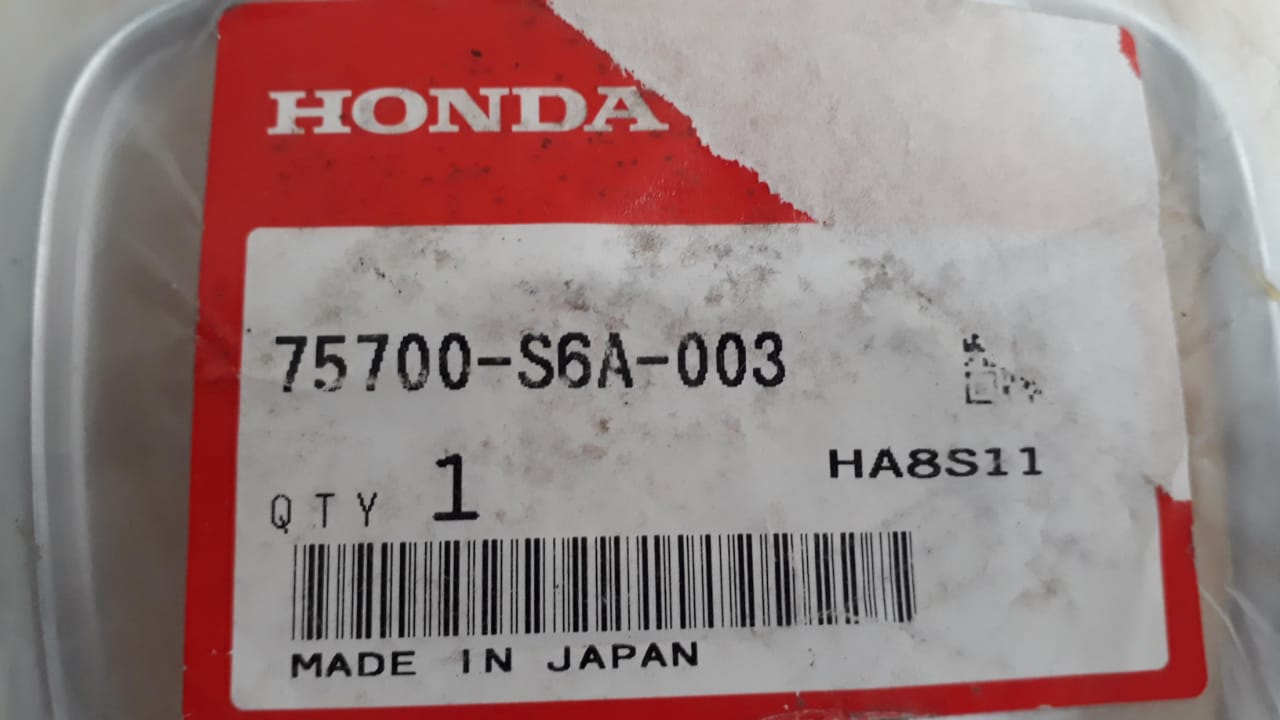 HONDA
75700-S6A-003
HA8S11
QTY 1
MADE IN JAPAN